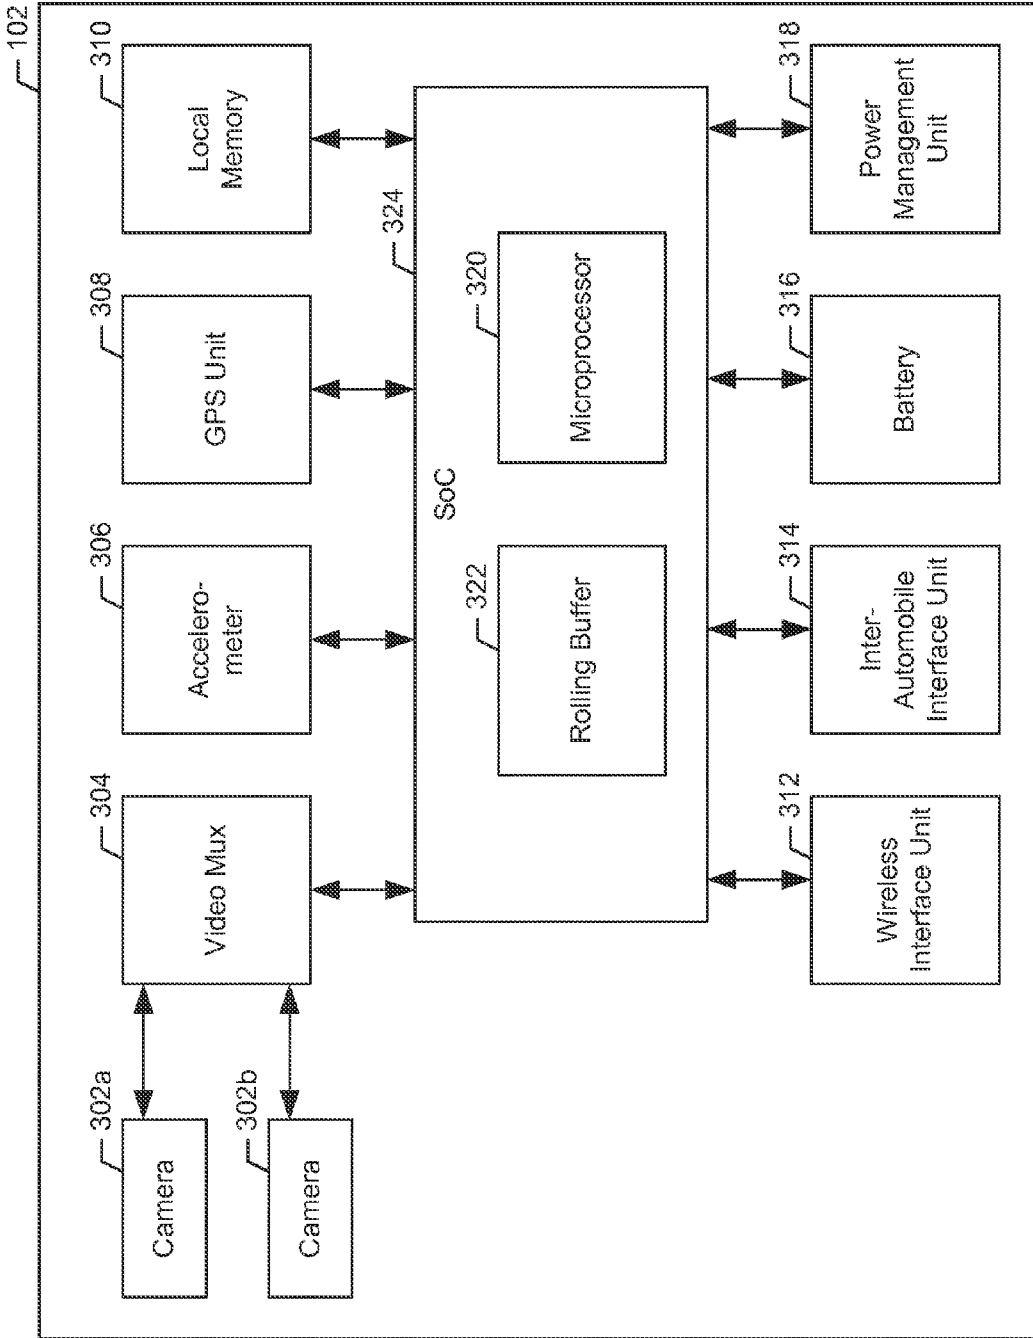 102
302a
Camera
302b
Camera
304
Video Mux
306
Accelero-
meter
308
GPS Unit
310
Local
Memory
324
SoC
322
Rolling Buffer
320
Microprocessor
312
Wireless
Interface Unit
314
Inter-
Automobile
Interface Unit
316
Battery
318
Power
Management
Unit